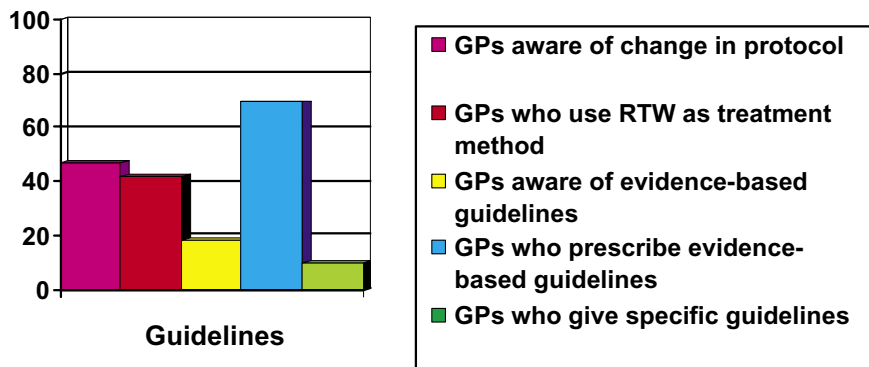 100
80
60
40
20
0
Guidelines
GPs aware of change in protocol
GPs who use RTW as treatment
method
GPs aware of evidence-based
guidelines
GPs who prescribe evidence-
based guidelines
GPs who give specific guidelines